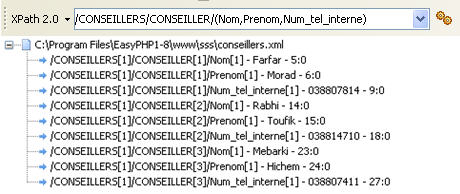 XPath 2.0 /CONSEILLERS/CONSEILLER/(Nom,Prenom,Num_tel_interne)
C:\Program Files\EasyPHP1-8\www\sss\conseillers.xml
/CONSEILLERS[1]/CONSEILLER[1]/Nom[1] - Farfar - 5:0
/CONSEILLERS[1]/CONSEILLER[1]/Prenom[1] - Morad - 6:0
/CONSEILLERS[1]/CONSEILLER[1]/Num_tel_interne[1] - 038807814 - 9:0
/CONSEILLERS[1]/CONSEILLER[2]/Nom[1] - Rabhi - 14:0
/CONSEILLERS[1]/CONSEILLER[2]/Prenom[1] - Toufik - 15:0
/CONSEILLERS[1]/CONSEILLER[2]/Num_tel_interne[1] - 038814710 - 18:0
/CONSEILLERS[1]/CONSEILLER[3]/Nom[1] - Mebarki - 23:0
/CONSEILLERS[1]/CONSEILLER[3]/Prenom[1] - Hichem - 24:0
/CONSEILLERS[1]/CONSEILLER[3]/Num_tel_interne[1] - 038807411 - 27:0